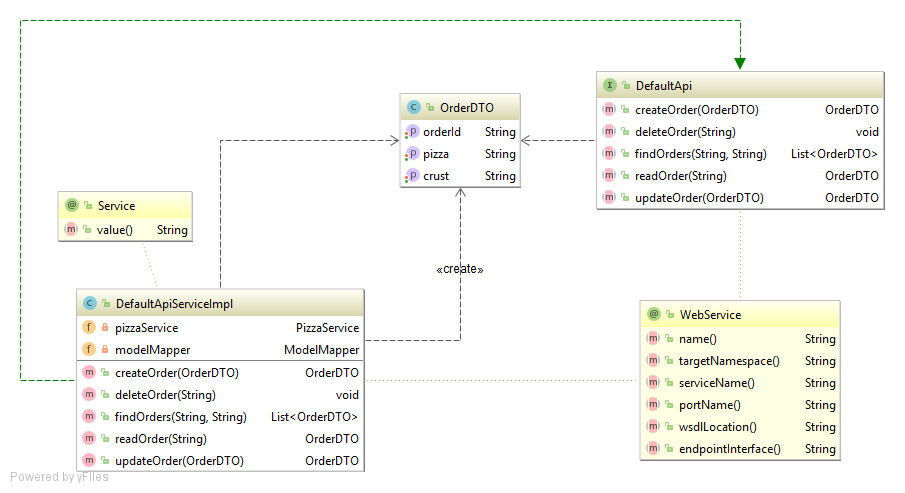 DefaultApi
createOrder(OrderDTO) OrderDTO
deleteOrder(String) void
findOrders(String, String) List<OrderDTO>
readOrder(String) OrderDTO
updateOrder(OrderDTO) OrderDTO
OrderDTO
orderId String
pizza String
crust String
Service
value() String
«create»
DefaultApiServiceImpl
pizzaService PizzaService
modelMapper ModelMapper
createOrder(OrderDTO) OrderDTO
deleteOrder(String) void
findOrders(String, String) List<OrderDTO>
readOrder(String) OrderDTO
updateOrder(OrderDTO) OrderDTO
WebService
name() String
targetNamespace() String
serviceName() String
portName() String
wsdlLocation() String
endpointInterface() String
Powered by yFiles